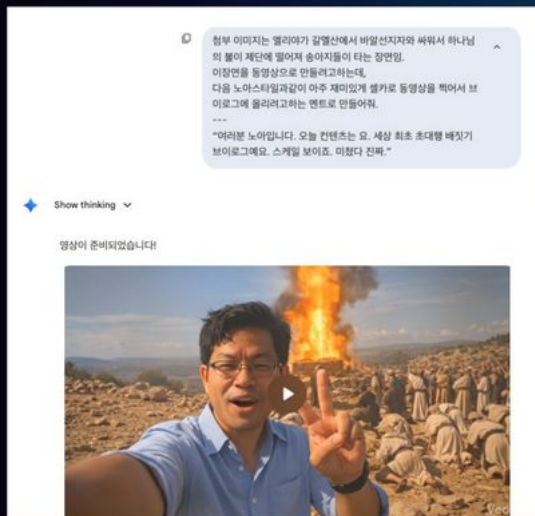 첨부 이미지는 엘리야가 갈멜산에서 바알선지자와 싸워서 하나님
의 불이 제단에 떨어져 송아지들이 타는 장면임.
이장면을 동영상으로 만들려고하는데,
다음 노아스타일과같이 아주 재미있게 셀카로 동영상을 찍어서 브
이로그에 올리려고하는 멘트로 만들어줘.
---
“여러분 노아입니다. 오늘 컨텐츠는 요. 세상 최초 초대행 배짓기
브이로그예요. 스케일 보이죠. 미쳤다 진짜.”
Show thinking
영상이 준비되었습니다!
Veo